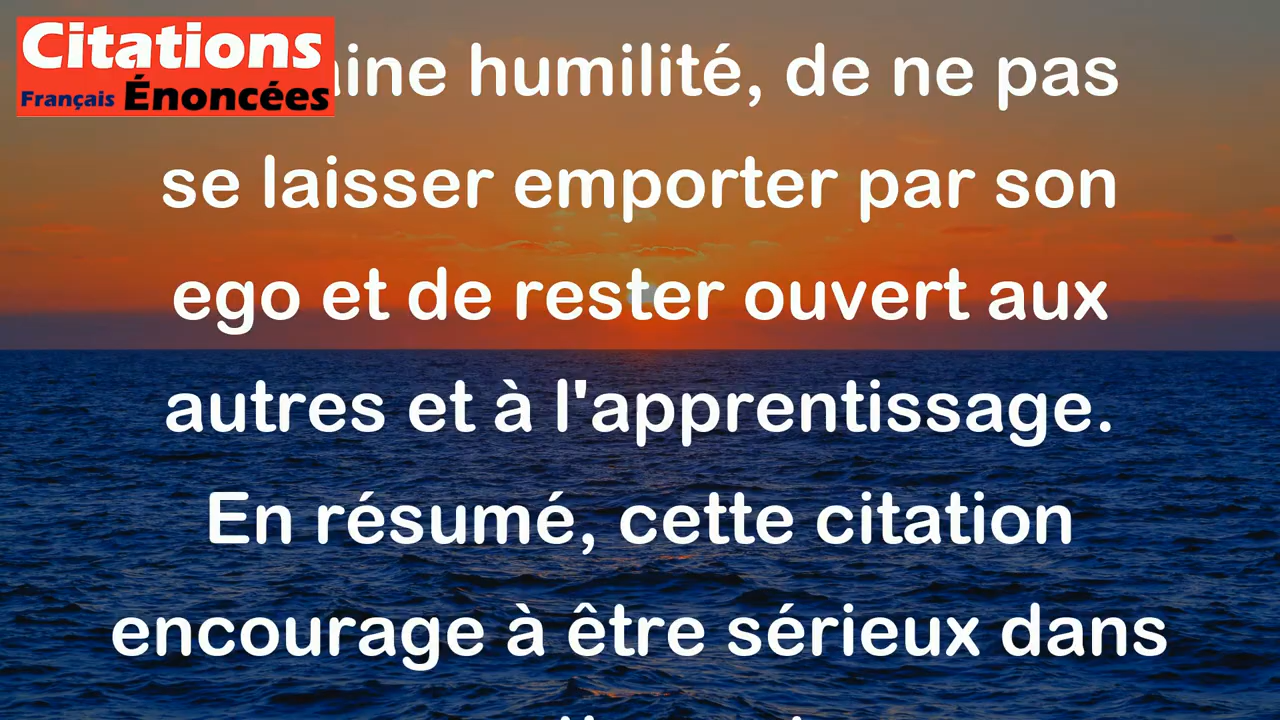 Citations
Français Énoncées
humilité, de ne pas
se laisser emporter par son
ego et de rester ouvert aux
autres et à l'apprentissage.
En résumé, cette citation
encourage à être sérieux dans